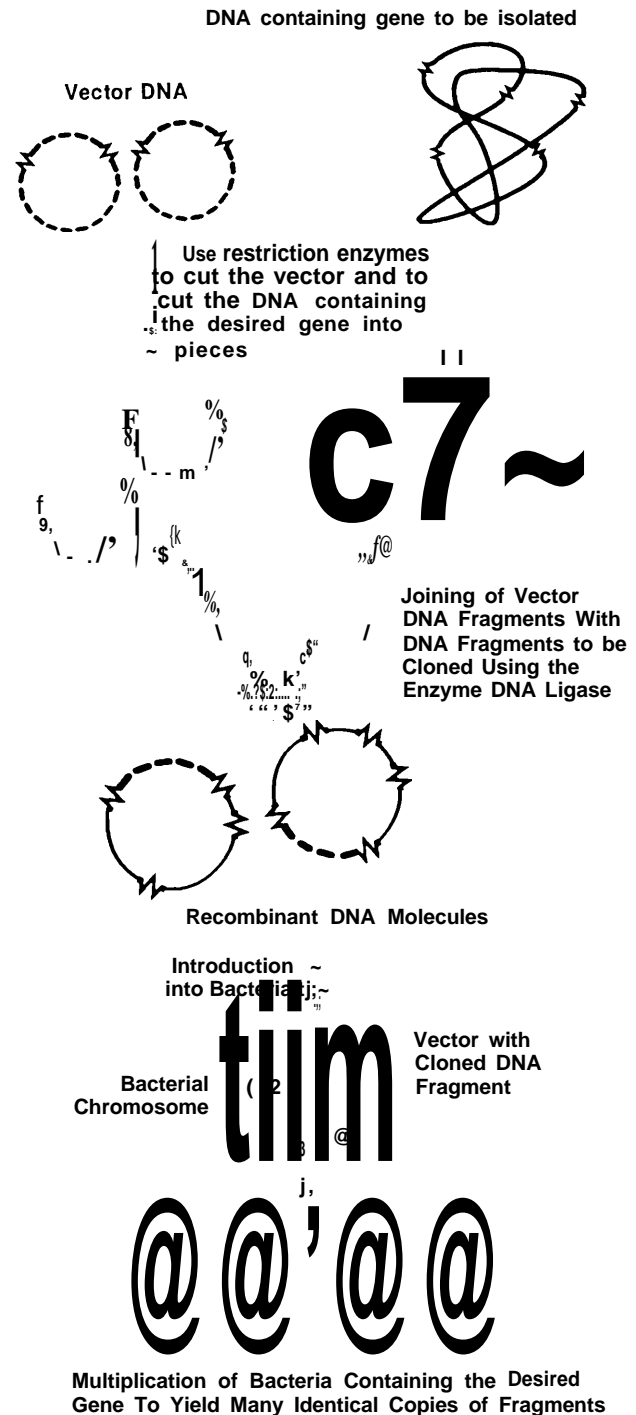 DNA containing gene to be isolated
Vector DNA
Use restriction enzymes
to cut the vector and to
cut the DNA containing
the desired gene into
~ pieces
c7~
Joining of Vector
DNA Fragments With
DNA Fragments to be
Cloned Using the
Enzyme DNA Ligase
Recombinant DNA Molecules
Introduction ~
into Bacteria
tiim
Vector with
Cloned DNA
Fragment
Bacterial
Chromosome
@ @ ’ @ @
Multiplication of Bacteria Containing the Desired
Gene To Yield Many Identical Copies of Fragments